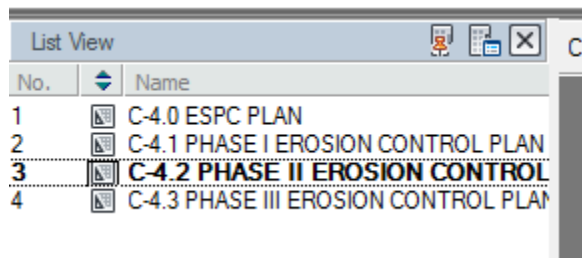 List View
C
No. Name
1 C-4.0 ESPC PLAN
2 C-4.1 PHASE I EROSION CONTROL PLAN
3 C-4.2 PHASE II EROSION CONTROL
4 C-4.3 PHASE III EROSION CONTROL PLAN